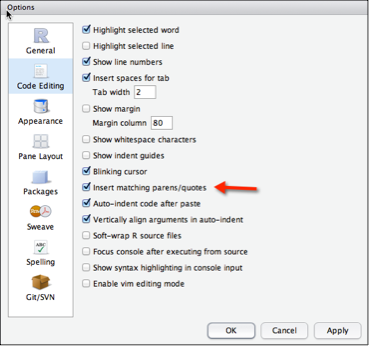 Options
General
Code Editing
Appearance
Pane Layout
Packages
Sweave
Spelling
Git/SVN
Highlight selected word
Highlight selected line
Show line numbers
Insert spaces for tab
Tab width 2
Show margin
Margin column 80
Show whitespace characters
Show indent guides
Blinking cursor
Insert matching parens/quotes
Auto-indent code after paste
Vertically align arguments in auto-indent
Soft-wrap R source files
Focus console after executing from source
Show syntax highlighting in console input
Enable vim editing mode
OK Cancel Apply